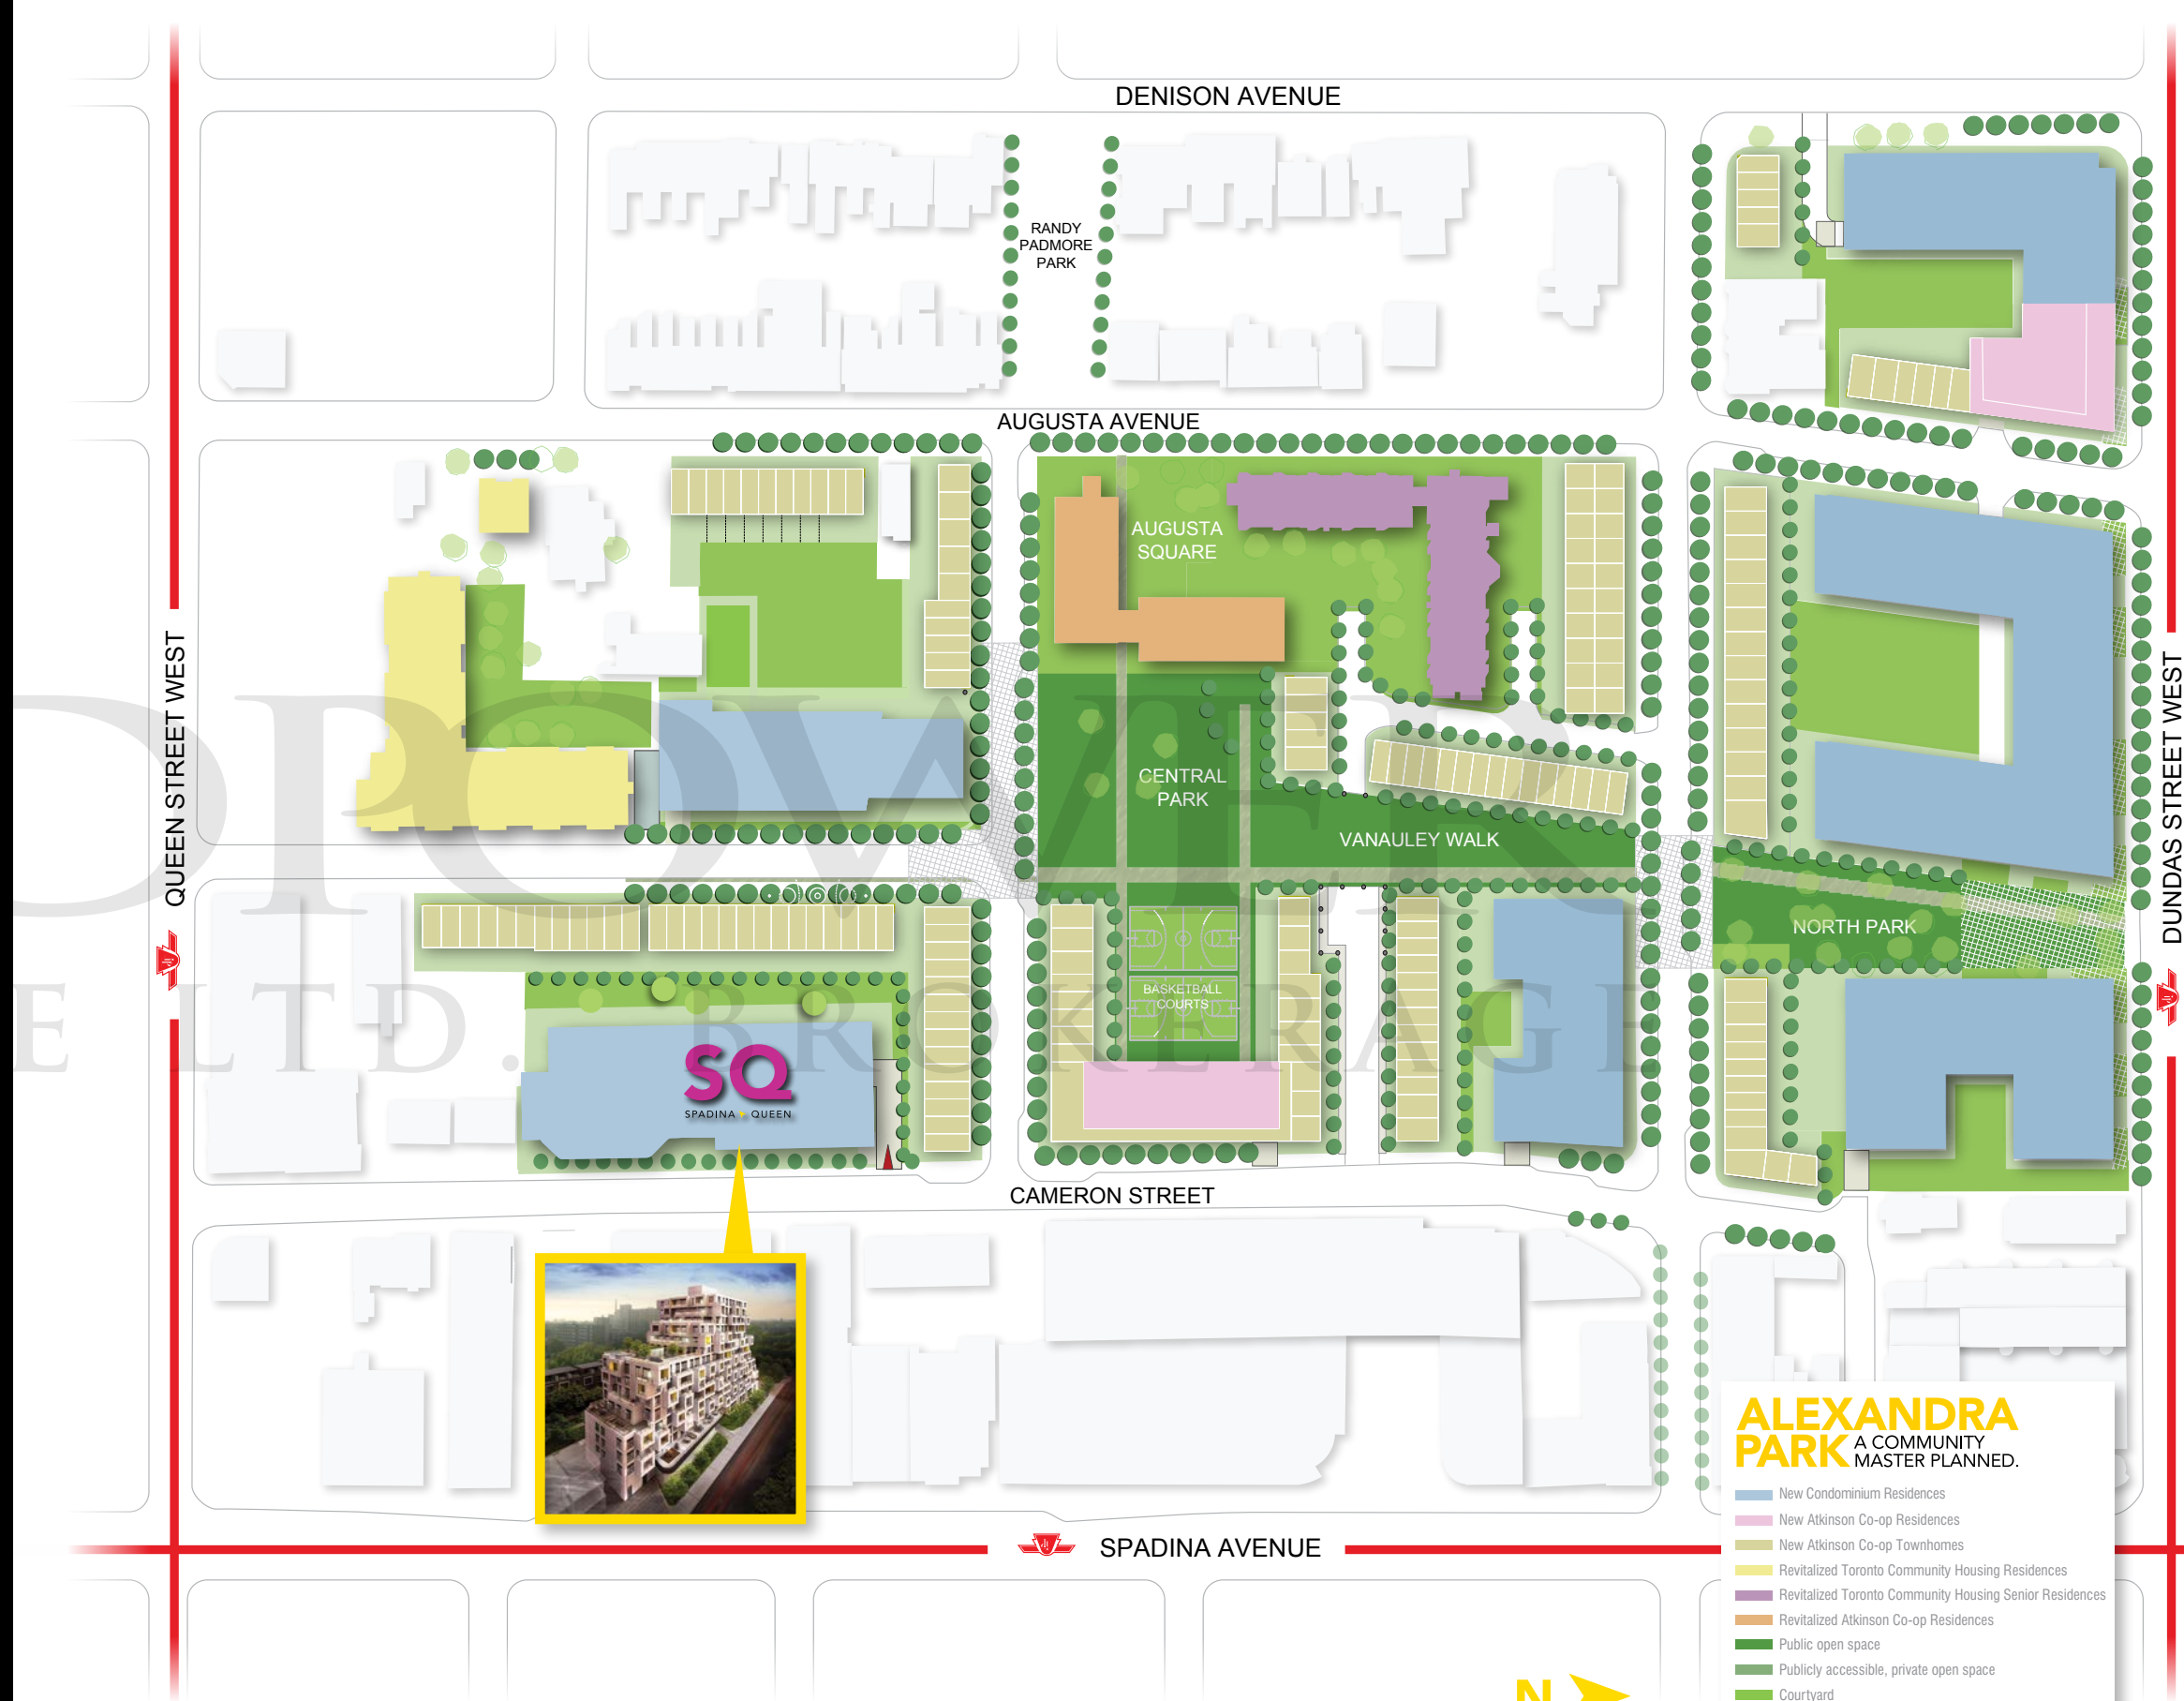 DENISON AVENUE
RANDY
PADMORE
PARK
AUGUSTA AVENUE
AUGUSTA
SQUARE
QUEEN STREET WEST
DUNDAS STREET WEST
CENTRAL
PARK
VANAULEY WALK
OPOWER
NORTH PARK
BASKETBALL
COURTS
E LTD. BROKERAGE
SQ
SPADINA + QUEEN
CAMERON STREET
SPADINA AVENUE
ALEXANDRA
PARK A COMMUNITY
MASTER PLANNED.
New Condominium Residences
New Atkinson Co-op Residences
New Atkinson Co-op Townhomes
Revitalized Toronto Community Housing Residences
Revitalized Toronto Community Housing Senior Residences
Revitalized Atkinson Co-op Residences
Public open space
Publicly accessible, private open space
Courtyard
N